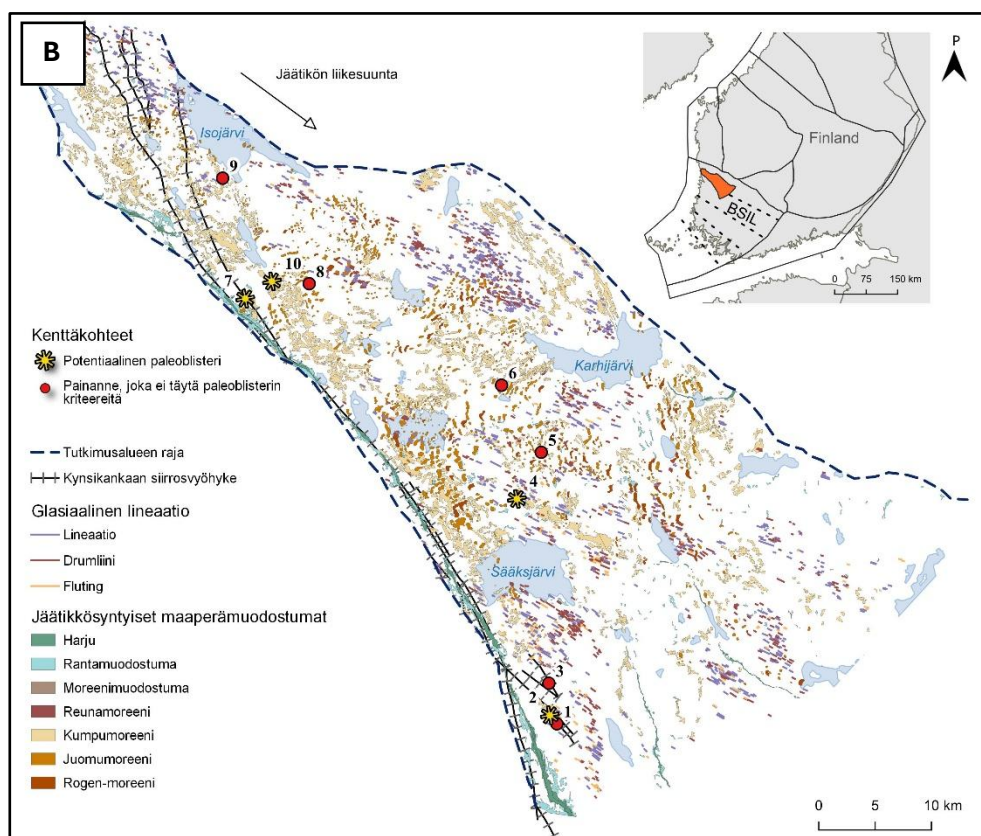 B
Jäätikön liikesuunta
P
Finland
BSIL
0 75 150 km
Isojärvi
9
10
8
7
Kenttäkohteet
Potentiaalinen paleoblisteri
Painanne, joka ei täytä paleoblisterin
kriteereitä
Karhijärvi
6
5
4
Tutkimusalueen raja
Kynsikankaan siirrosvyöhyke
Glasiaalinen lineaatio
Lineaatio
Drumliini
Fluting
Sääksjärvi
Jäätikkösyntyiset maaperämuodostumat
Harju
Rantamuodostuma
Moreenimuodostuma
Reunamoreeni
Kumpumoreeni
Juomumoreeni
Rogen-moreeni
3
2
1
0 5 10 km